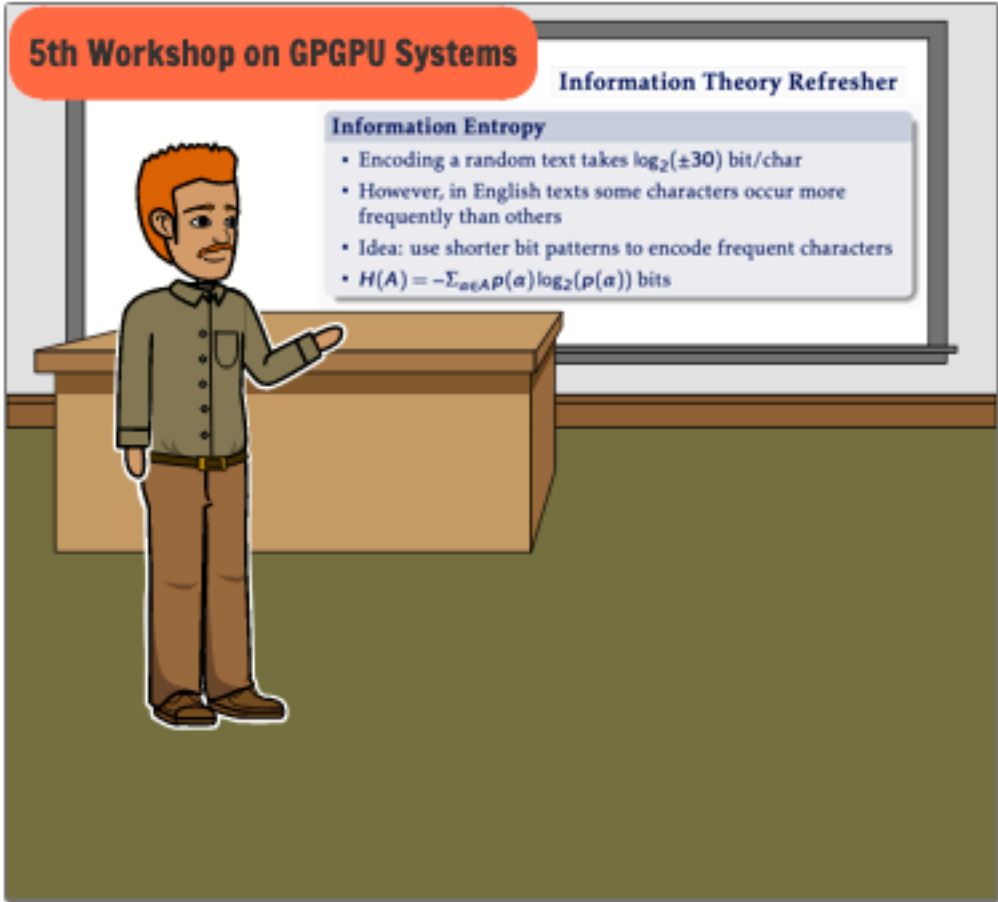 5th Workshop on GPGPU Systems
Information Theory Refresher
Information Entropy
• Encoding a random text takes log₂(±30) bit/char
• However, in English texts some characters occur more
frequently than others
• Idea: use shorter bit patterns to encode frequent characters
• H(A) = −Σ_{a∈A} p(a) log₂(p(a)) bits